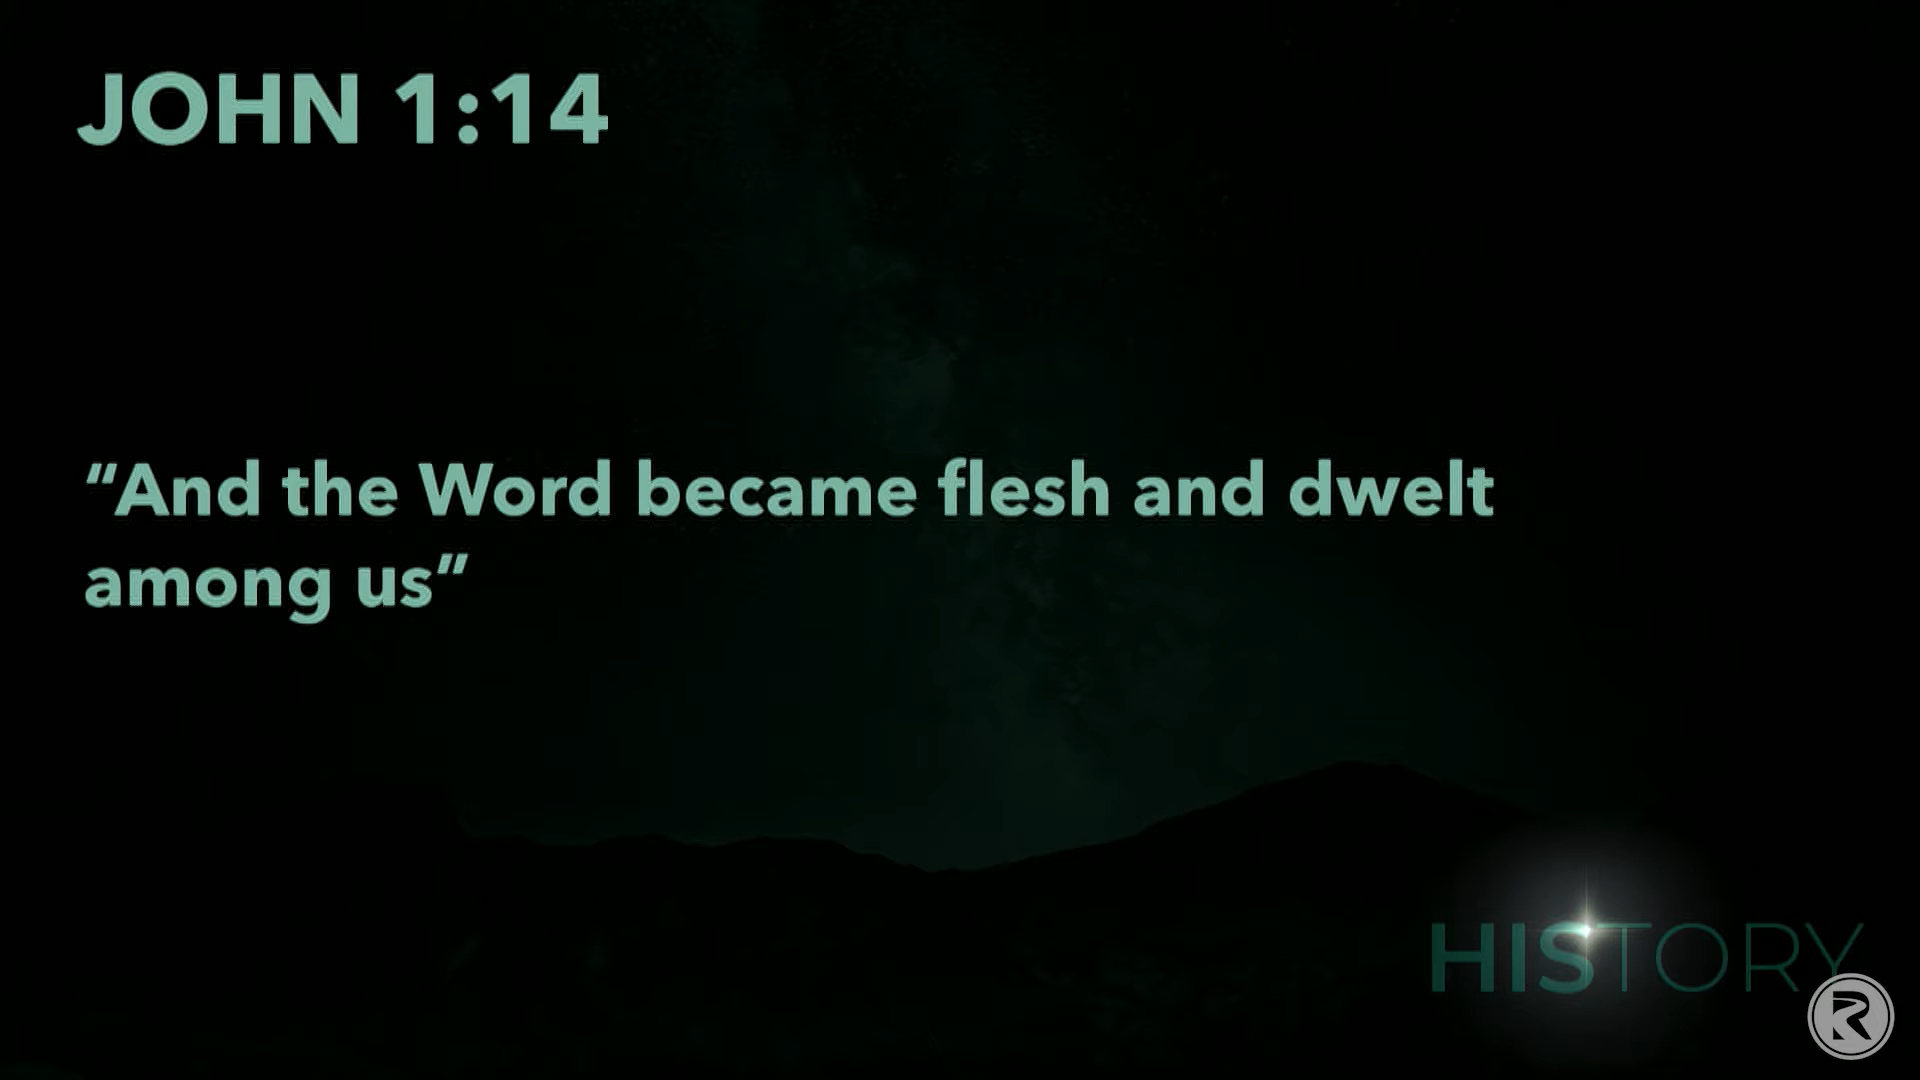 JOHN 1:14
“And the Word became flesh and dwelt
among us”
HISTORY
R